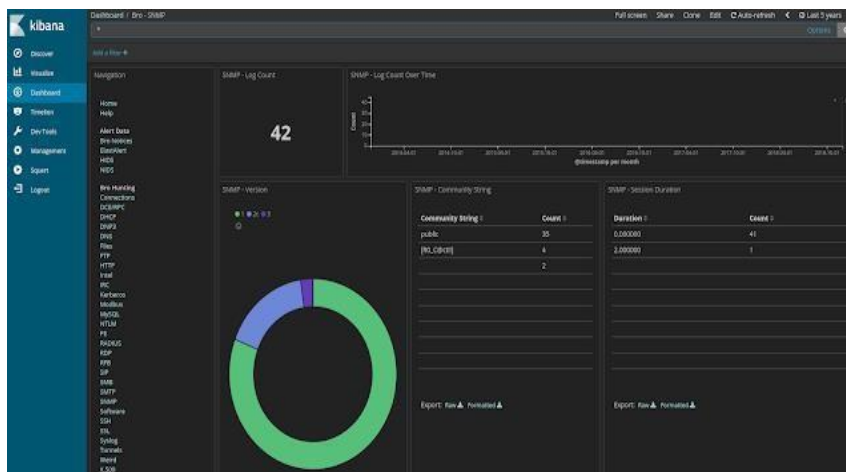 kibana
Discover
Visualize
Dashboard
Timelion
Dev Tools
Management
Squert
Logout
Dashboard / Bro - SNMP
Full screen Share Clone Edit Auto-refresh Last 5 years
*
Options
Add a filter +
Navigation
Home
Help
Alert Data
Bro Notices
ElastAlert
HIDS
NIDS
Bro Hunting
Connections
DCE/RPC
DHCP
DNP3
DNS
Files
FTP
HTTP
Intel
IRC
Kerberos
Modbus
MySQL
NTLM
PE
RADIUS
RDP
RFB
SIP
SMB
SMTP
SNMP
Software
SSH
SSL
Syslog
Tunnels
Weird
X.509
SNMP - Log Count
42
SNMP - Log Count Over Time
Count
@timestamp per month
SNMP - Version
1 2c 3
SNMP - Community String
Community String Count
public 35
4
2
Export: Raw Formatted
SNMP - Session Duration
Duration Count
0.000000 41
2.000000 1
Export: Raw Formatted